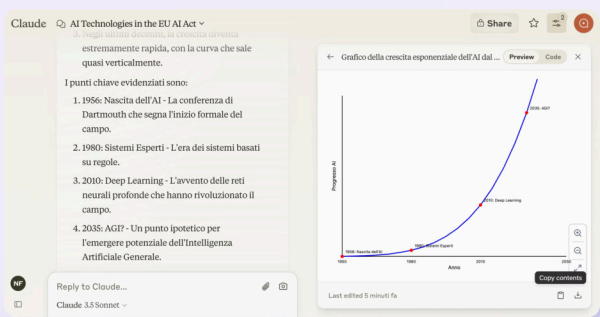 Claude
AI Technologies in the EU AI Act
Share
2
3. Negli ultimi decenni, la crescita diventa
estremamente rapida, con la curva che sale
quasi verticalmente.
I punti chiave evidenziati sono:
1. 1956: Nascita dell'AI - La conferenza di
Dartmouth che segna l'inizio formale del
campo.
2. 1980: Sistemi Esperti - L'era dei sistemi basati
su regole.
3. 2010: Deep Learning - L'avvento delle reti
neurali profonde che hanno rivoluzionato il
campo.
4. 2035: AGI? - Un punto ipotetico per
l'emergere potenziale dell'Intelligenza
Artificiale Generale.
NF
Reply to Claude...
Claude 3.5 Sonnet
Grafico della crescita esponenziale dell'AI dal ...
Preview
Code
2035: AGI?
Progresso AI
2010: Deep Learning
1980: Sistemi Esperti
1956: Nascita dell'AI
1950
1980
2010
2050
Anno
Copy contents
Last edited 5 minuti fa